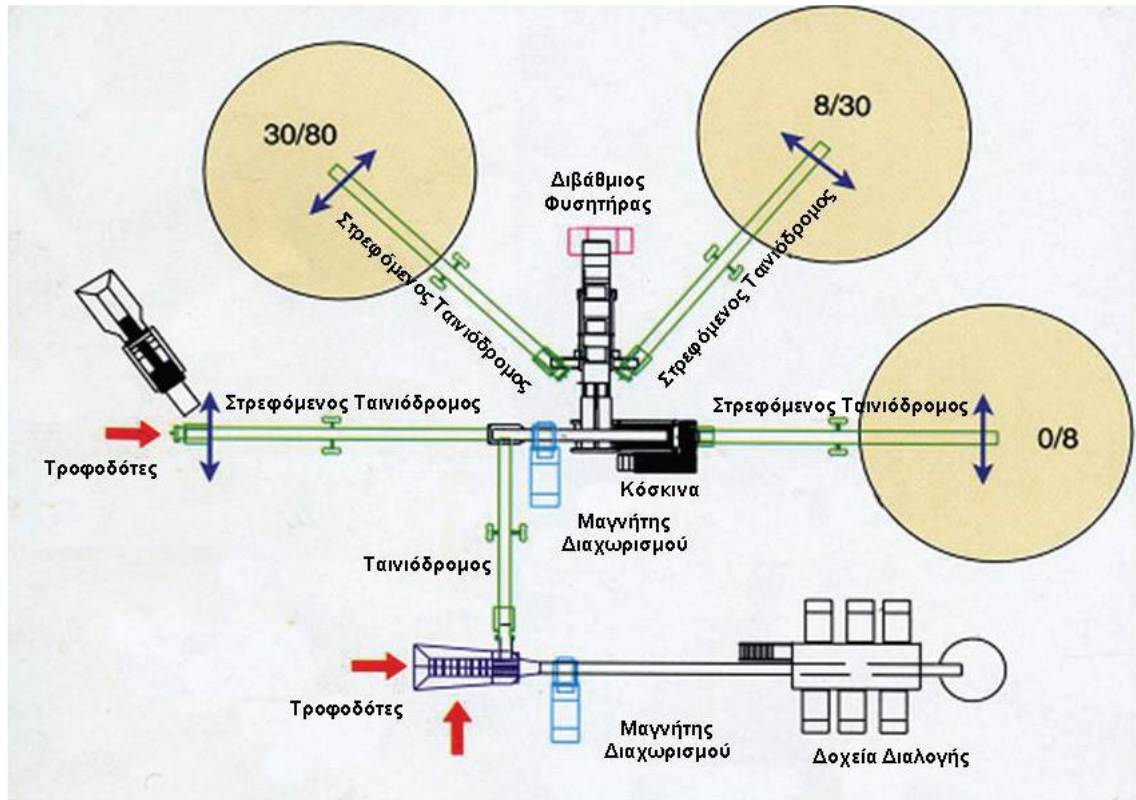 30/80
8/30
Διβάθμιος
Φυσητήρας
Στρεφόμενος Ταινιόδρομος
Στρεφόμενος Ταινιόδρομος
Στρεφόμενος Ταινιόδρομος
Στρεφόμενος Ταινιόδρομος
0/8
Τροφοδότες
Κόσκινα
Μαγνήτης
Διαχωρισμού
Ταινιόδρομος
Τροφοδότες
Μαγνήτης
Διαχωρισμού
Δοχεία Διαλογής